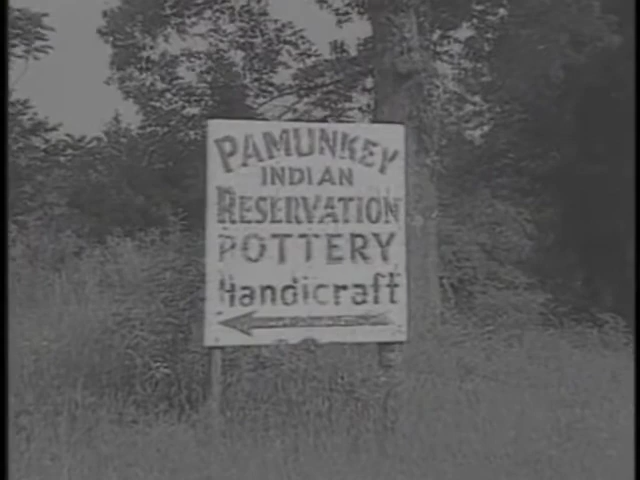 PAMUNKEY
INDIAN
RESERVATION
POTTERY
Handicraft